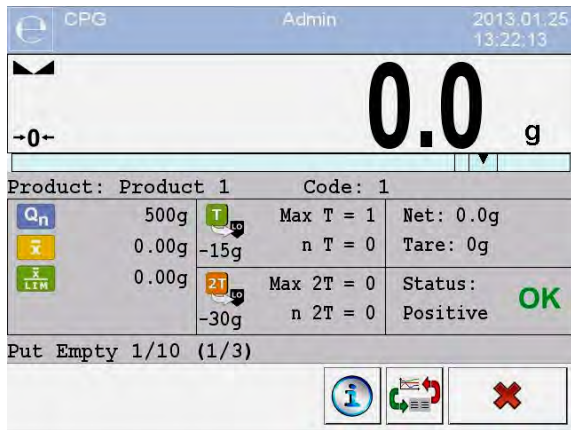 e CPG Admin 2013.01.25
13:22:13
0.0 g
→0←
Product: Product 1 Code: 1
Qn 500g T LO Max T = 1 Net: 0.0g
x̄ 0.00g -15g n T = 0 Tare: 0g
x̄ LIM 0.00g 2T LO Max 2T = 0 Status:
-30g n 2T = 0 Positive OK
Put Empty 1/10 (1/3)
i